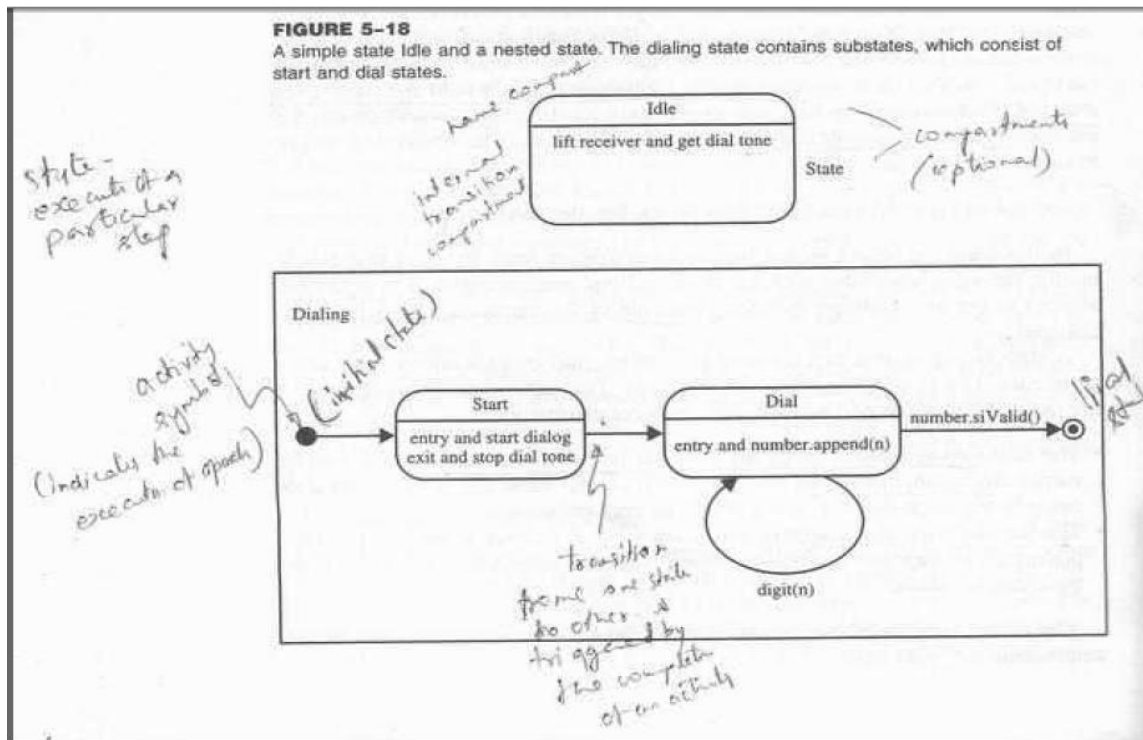 FIGURE 5–18
A simple state Idle and a nested state. The dialing state contains substates, which consist of
start and dial states.
name compart
Idle
lift receiver and get dial tone
State
compartments
(optional)
internal
transition
compartment
state -
execute of a
particular
step
Dialing
(initial state)
activity
symbol
(Indicates the
Start
entry and start dialog
exit and stop dial tone
Dial
entry and number.append(n)
number.siValid()
final
digit(n)
transition
from one state
to other is
triggered by
the complete
of an activity